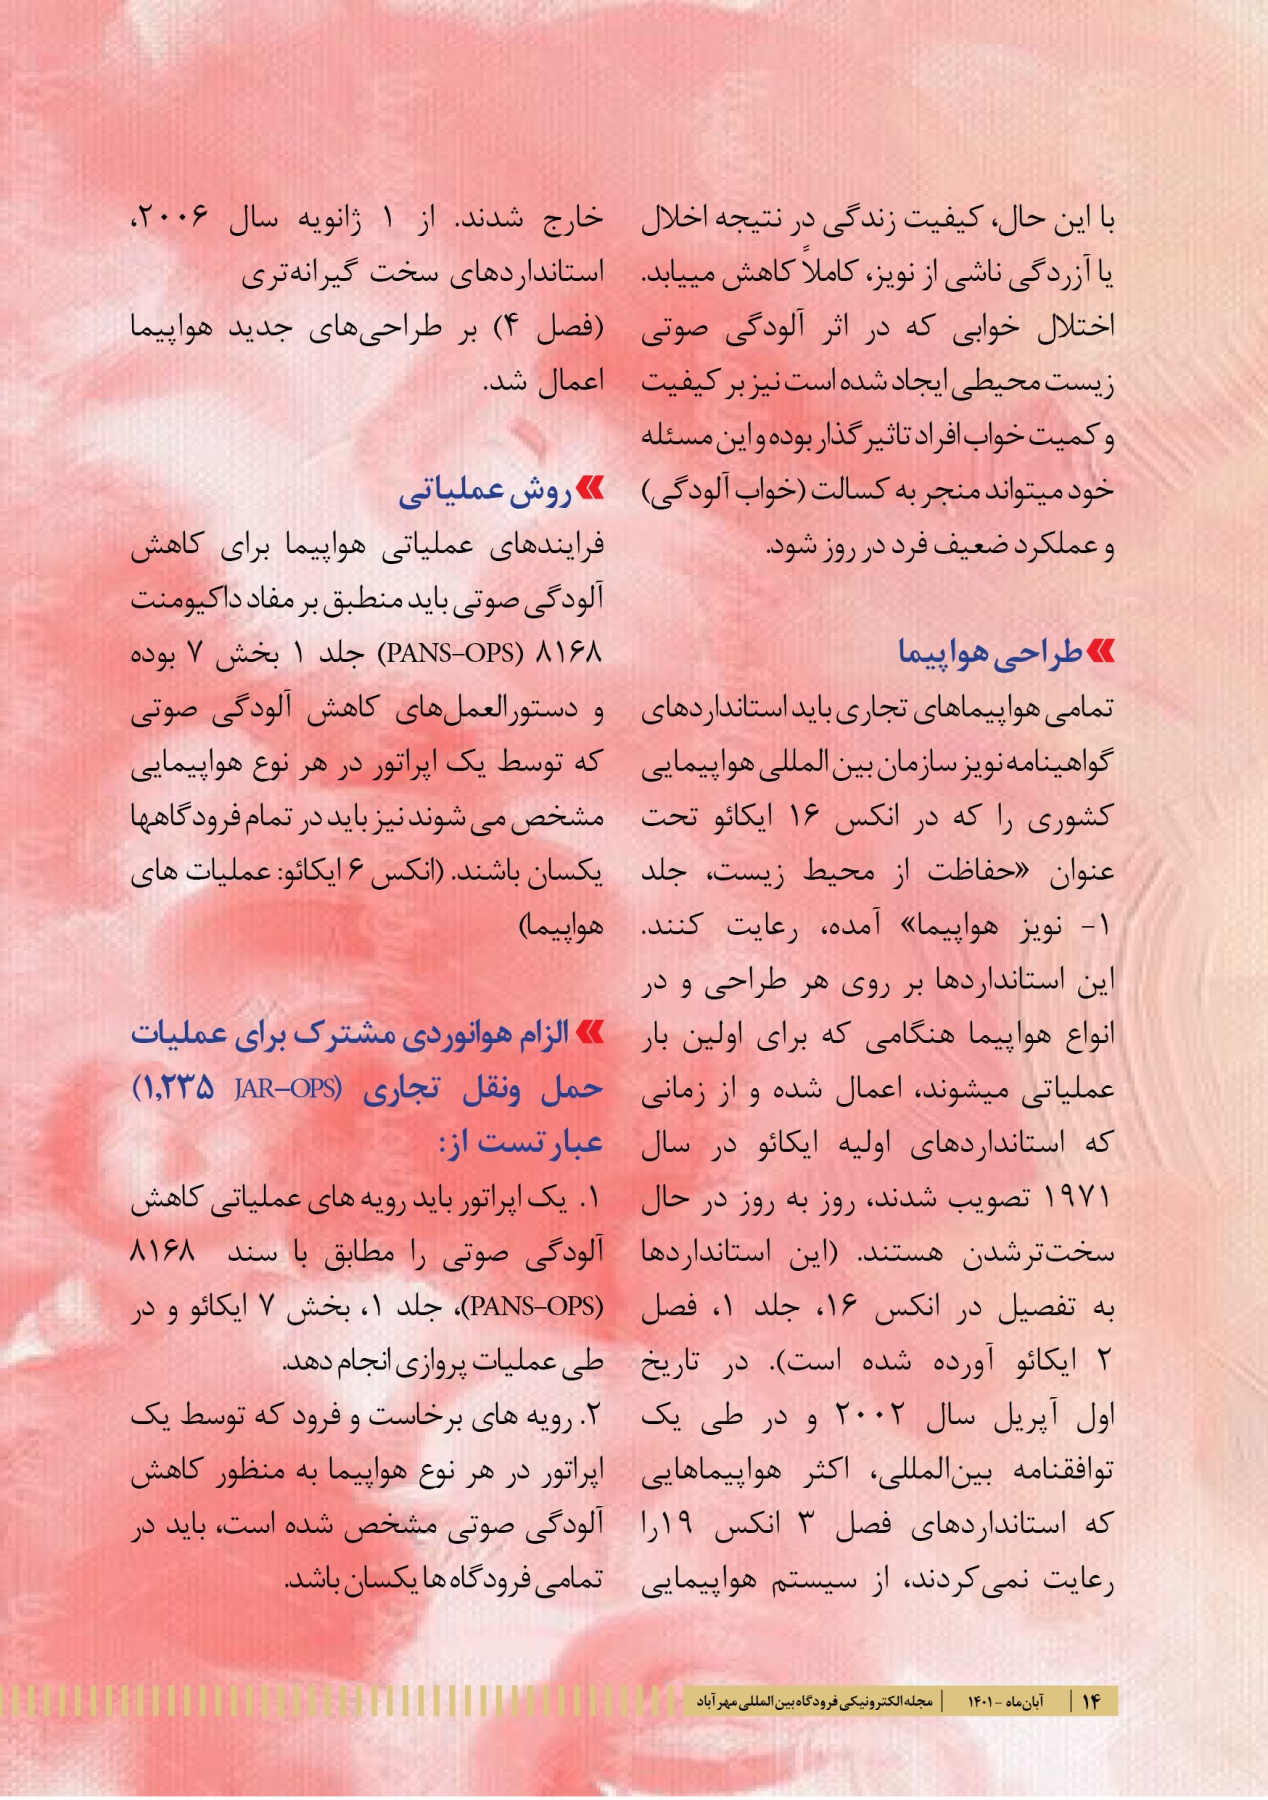 با این حال، کیفیت زندگی در نتیجه اخلال
یا آزردگی ناشی از نویز، کاملاً کاهش مییابد.
اختلال خوابی که در اثر آلودگی صوتی
زیست محیطی ایجاد شده است نیز بر کیفیت
و کمیت خواب افراد تاثیر گذار بوده و این مسئله
خود میتواند منجر به کسالت (خواب آلودگی)
و عملکرد ضعیف فرد در روز شود.
طراحی هواپیما
تمامی هواپیماهای تجاری باید استانداردهای
گواهینامه نویز سازمان بین المللی هواپیمایی
کشوری را که در انکس ۱۶ ایکائو تحت
عنوان «حفاظت از محیط زیست، جلد
۱- نویز هواپیما» آمده، رعایت کنند.
این استانداردها بر روی هر طراحی و در
انواع هواپیما هنگامی که برای اولین بار
عملیاتی میشوند، اعمال شده و از زمانی
که استانداردهای اولیه ایکائو در سال
۱۹۷۱ تصویب شدند، روز به روز در حال
سخت‌ترشدن هستند. (این استانداردها
به تفصیل در انکس ۱۶، جلد ۱، فصل
۲ ایکائو آورده شده است). در تاریخ
اول آپریل سال ۲۰۰۲ و در طی یک
توافقنامه بین‌المللی، اکثر هواپیماهایی
که استانداردهای فصل ۳ انکس ۱۹را
رعایت نمی‌کردند، از سیستم هواپیمایی
خارج شدند. از ۱ ژانویه سال ۲۰۰۶،
استانداردهای سخت گیرانه‌تری
(فصل ۴) بر طراحی‌های جدید هواپیما
اعمال شد.
روش عملیاتی
فرایندهای عملیاتی هواپیما برای کاهش
آلودگی صوتی باید منطبق بر مفاد داکیومنت
۸۱۶۸ (PANS–OPS) جلد ۱ بخش ۷ بوده
و دستورالعمل‌های کاهش آلودگی صوتی
که توسط یک اپراتور در هر نوع هواپیمایی
مشخص می شوند نیز باید در تمام فرودگاهها
یکسان باشند. (انکس ۶ ایکائو: عملیات های
هواپیما)
الزام هوانوردی مشترک برای عملیات
حمل ونقل تجاری (JAR–OPS ۱,۲۳۵)
عبارتست از:
۱. یک اپراتور باید رویه های عملیاتی کاهش
آلودگی صوتی را مطابق با سند ۸۱۶۸
(PANS–OPS)، جلد ۱، بخش ۷ ایکائو و در
طی عملیات پروازی انجام دهد.
۲. رویه های برخاست و فرود که توسط یک
اپراتور در هر نوع هواپیما به منظور کاهش
آلودگی صوتی مشخص شده است، باید در
تمامی فرودگاه ها یکسان باشد.
۱۴ | آبان‌ماه - ۱۴۰۱ | مجله الکترونیکی فرودگاه بین المللی مهرآباد